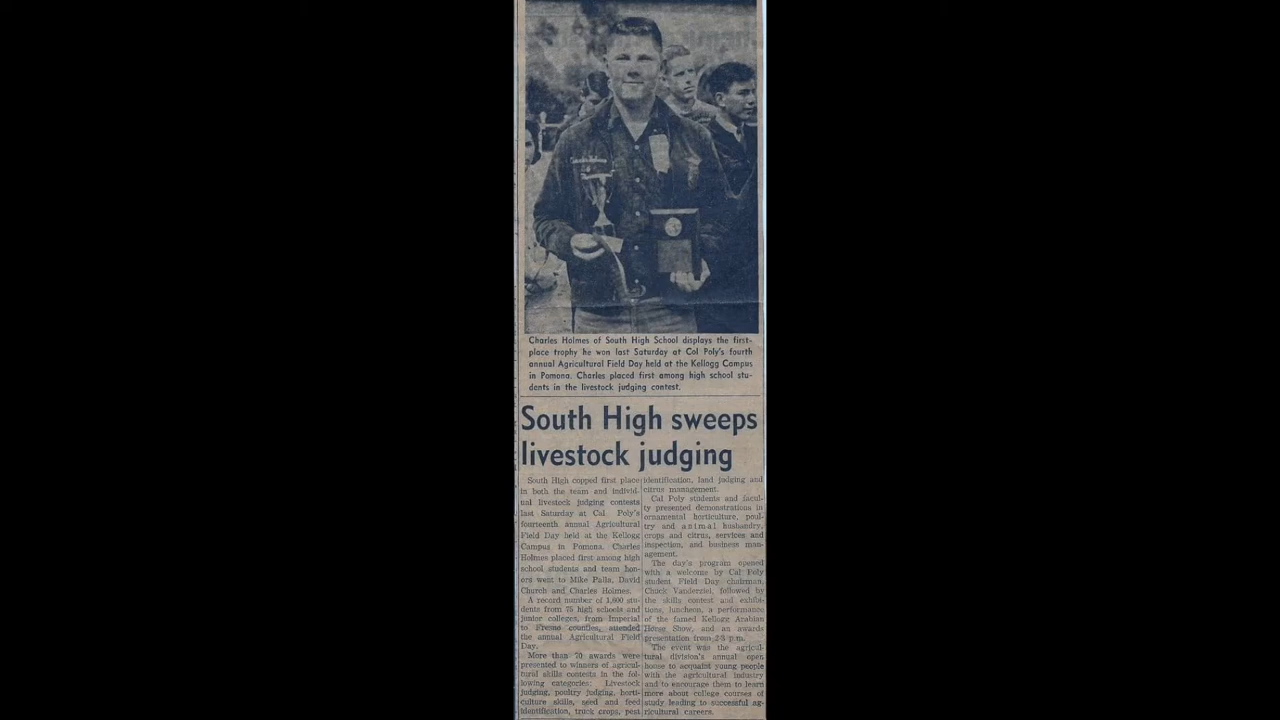 Charles Holmes of South High School displays the first-
place trophy he won last Saturday at Col Poly's fourth
annual Agricultural Field Day held at the Kellogg Campus
in Pomona. Charles placed first among high school stu-
dents in the livestock judging contest.
South High sweeps
livestock judging
South High copped first place
in both the team and individ-
ual livestock judging contests
last Saturday at Cal Poly's
fourteenth annual Agricultural
Field Day held at the Kellogg
Campus in Pomona. Charles
Holmes placed first among high
school students and team hon-
ors went to Mike Palla, David
Church and Charles Holmes.
A record number of 1,600 stu-
dents from 75 high schools and
junior colleges, from Imperial
to Fresno counties, attended
the annual Agricultural Field
Day.
More than 70 awards were
presented to winners of agricul-
tural skills contests in the fol-
lowing categories: Livestock
judging, poultry judging, horti-
culture skills, seed and feed
identification, truck crops, pest
identification, land judging and
citrus management.
Cal Poly students and facul-
ty presented demonstrations in
ornamental horticulture, poul-
try and animal husbandry,
crops and citrus, services and
inspection, and business man-
agement.
The day's program opened
with a welcome by Cal Poly
student Field Day chairman,
Chuck Vanderziel, followed by
the skills contest and exhibi-
tions, luncheon, a performance
of the famed Kellogg Arabian
Horse Show, and an awards
presentation from 2-3 p.m.
The event was the agricul-
tural division's annual open
house to acquaint young people
with the agricultural industry
and to encourage them to learn
more about college courses of
study leading to successful ag-
ricultural careers.